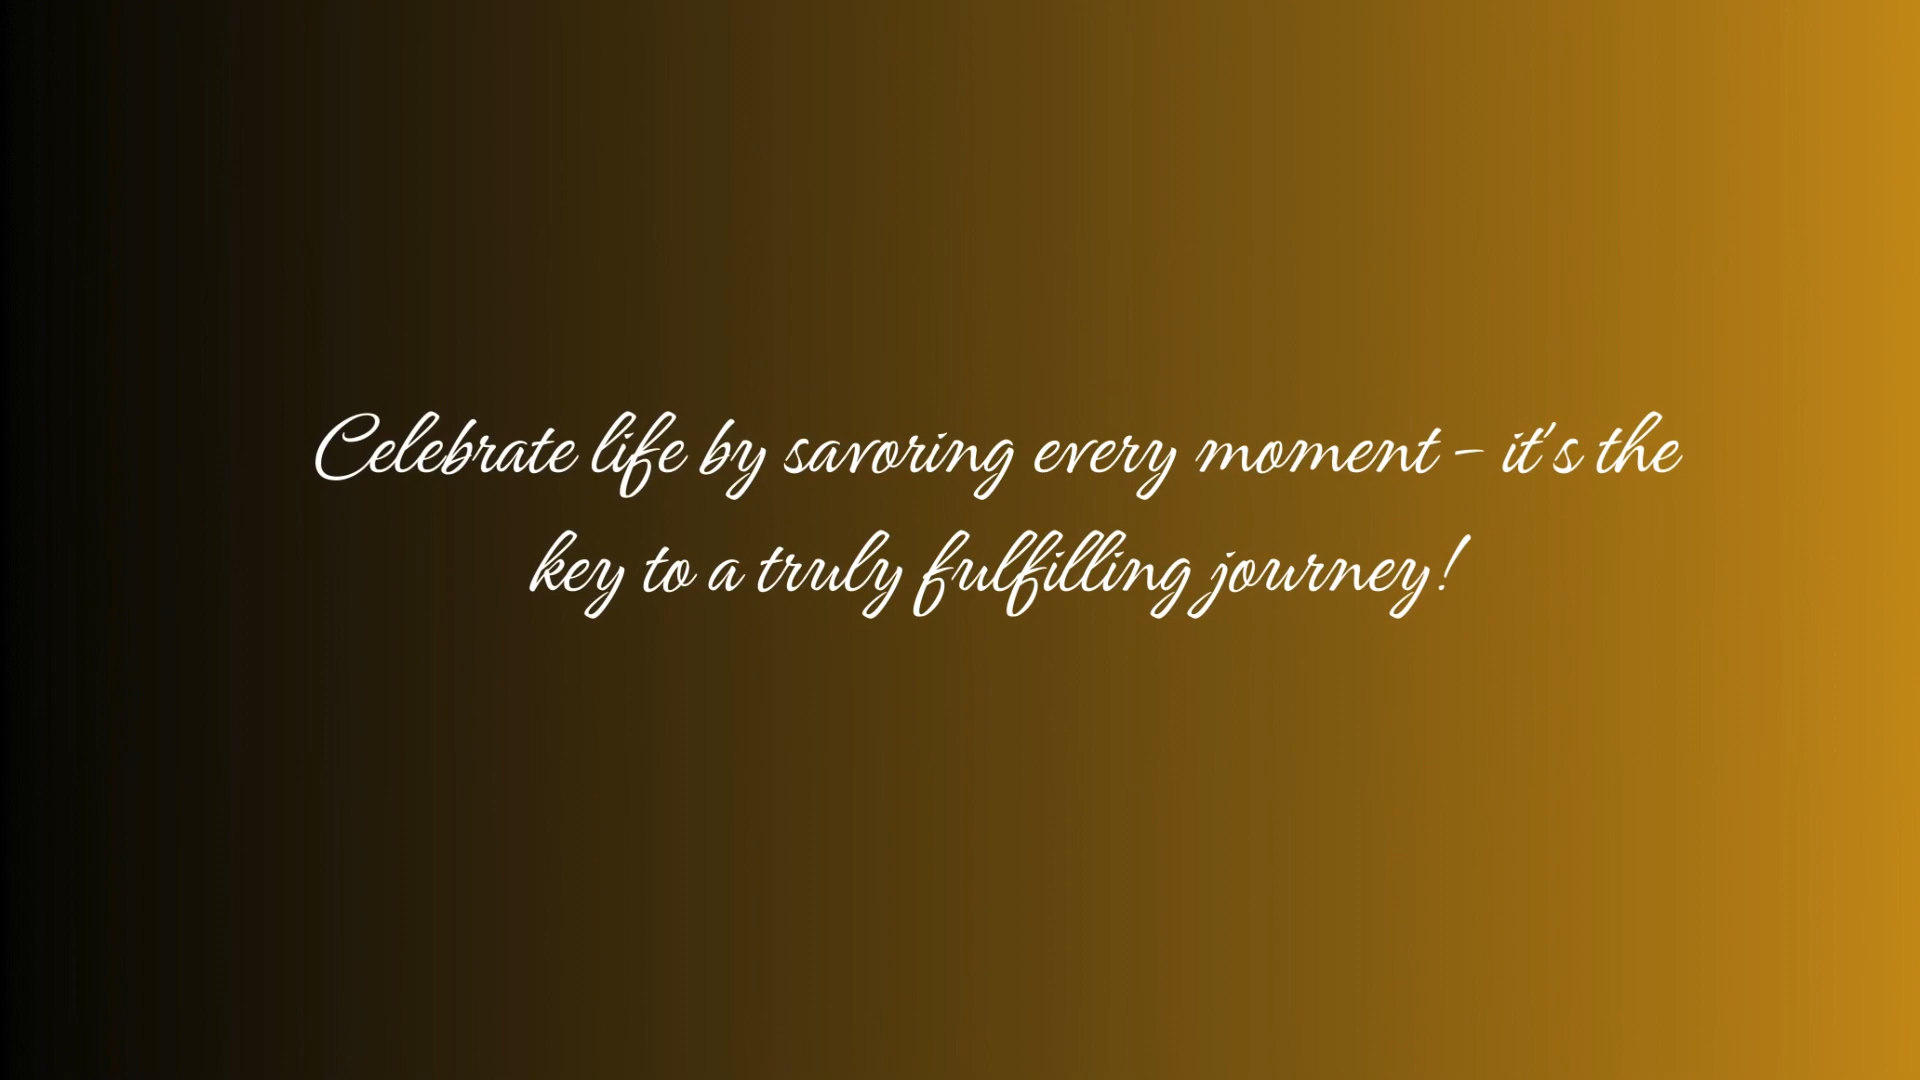 Celebrate life by savoring every moment - it's the
key to a truly fulfilling journey!